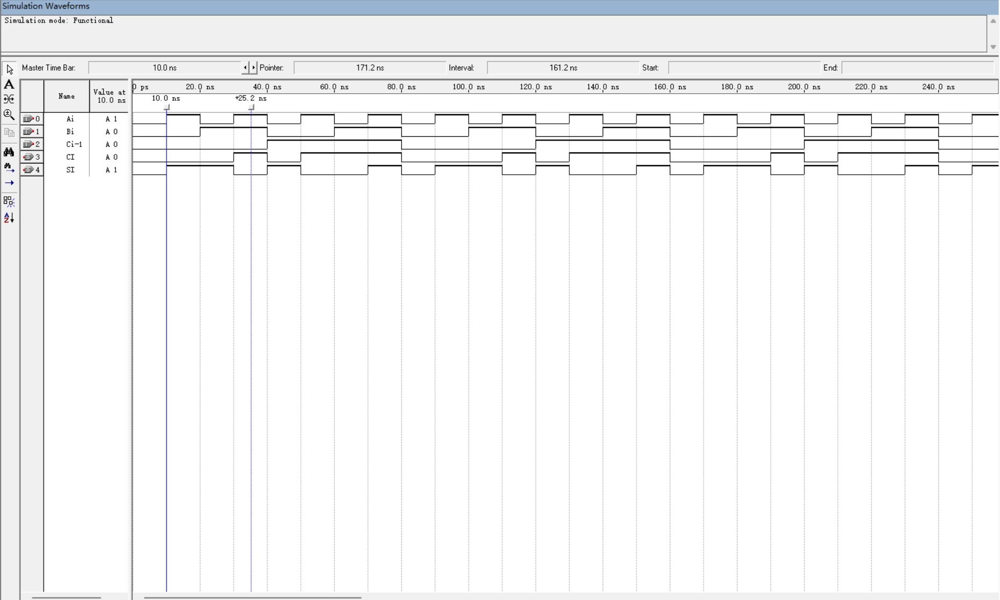 Simulation Waveforms
Simulation mode: Functional
Master Time Bar: 10.0 ns Pointer: 171.2 ns Interval: 161.2 ns Start: End:
Name Value at 10.0 ns
0 ps 20.0 ns 40.0 ns 60.0 ns 80.0 ns 100.0 ns 120.0 ns 140.0 ns 160.0 ns 180.0 ns 200.0 ns 220.0 ns 240.0 ns
10.0 ns +25.2 ns
0 Ai A 1
1 Bi A 0
2 Ci-1 A 0
3 CI A 0
4 SI A 1